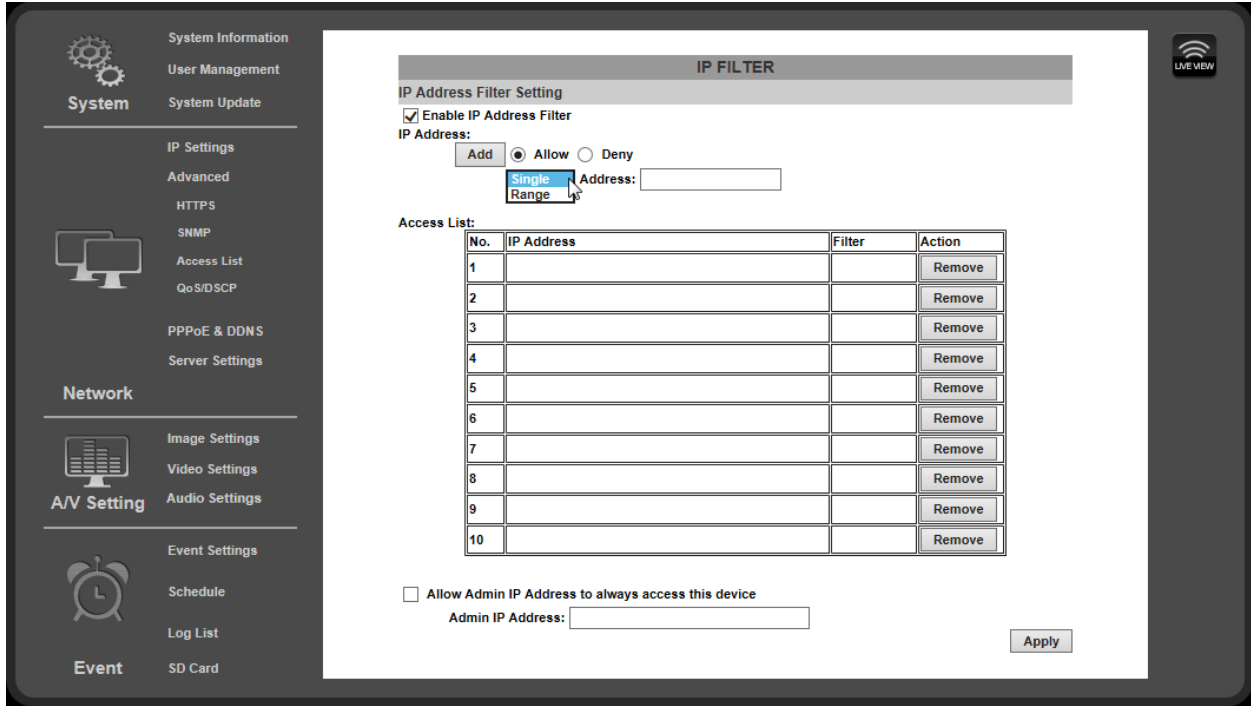 System Information
User Management
System
System Update
IP Settings
Advanced
HTTPS
SNMP
Access List
QoS/DSCP
PPPoE & DDNS
Server Settings
Network
Image Settings
Video Settings
A/V Setting
Audio Settings
Event Settings
Schedule
Log List
Event
SD Card
IP FILTER
IP Address Filter Setting
Enable IP Address Filter
IP Address:
Add Allow Deny
Single Address:
Range
Access List:
No. IP Address Filter Action
1 Remove
2 Remove
3 Remove
4 Remove
5 Remove
6 Remove
7 Remove
8 Remove
9 Remove
10 Remove
Allow Admin IP Address to always access this device
Admin IP Address:
Apply
LIVE VIEW